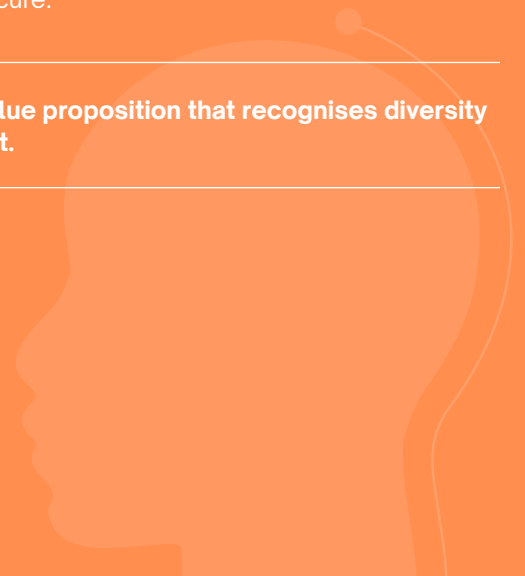 cure.
lue proposition that recognises diversity
t.